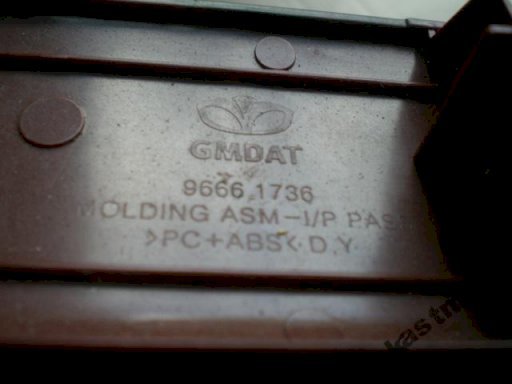 GMDAT
9666 1736
MOLDING ASM-I/P PAS
>PC+ABS< D.Y